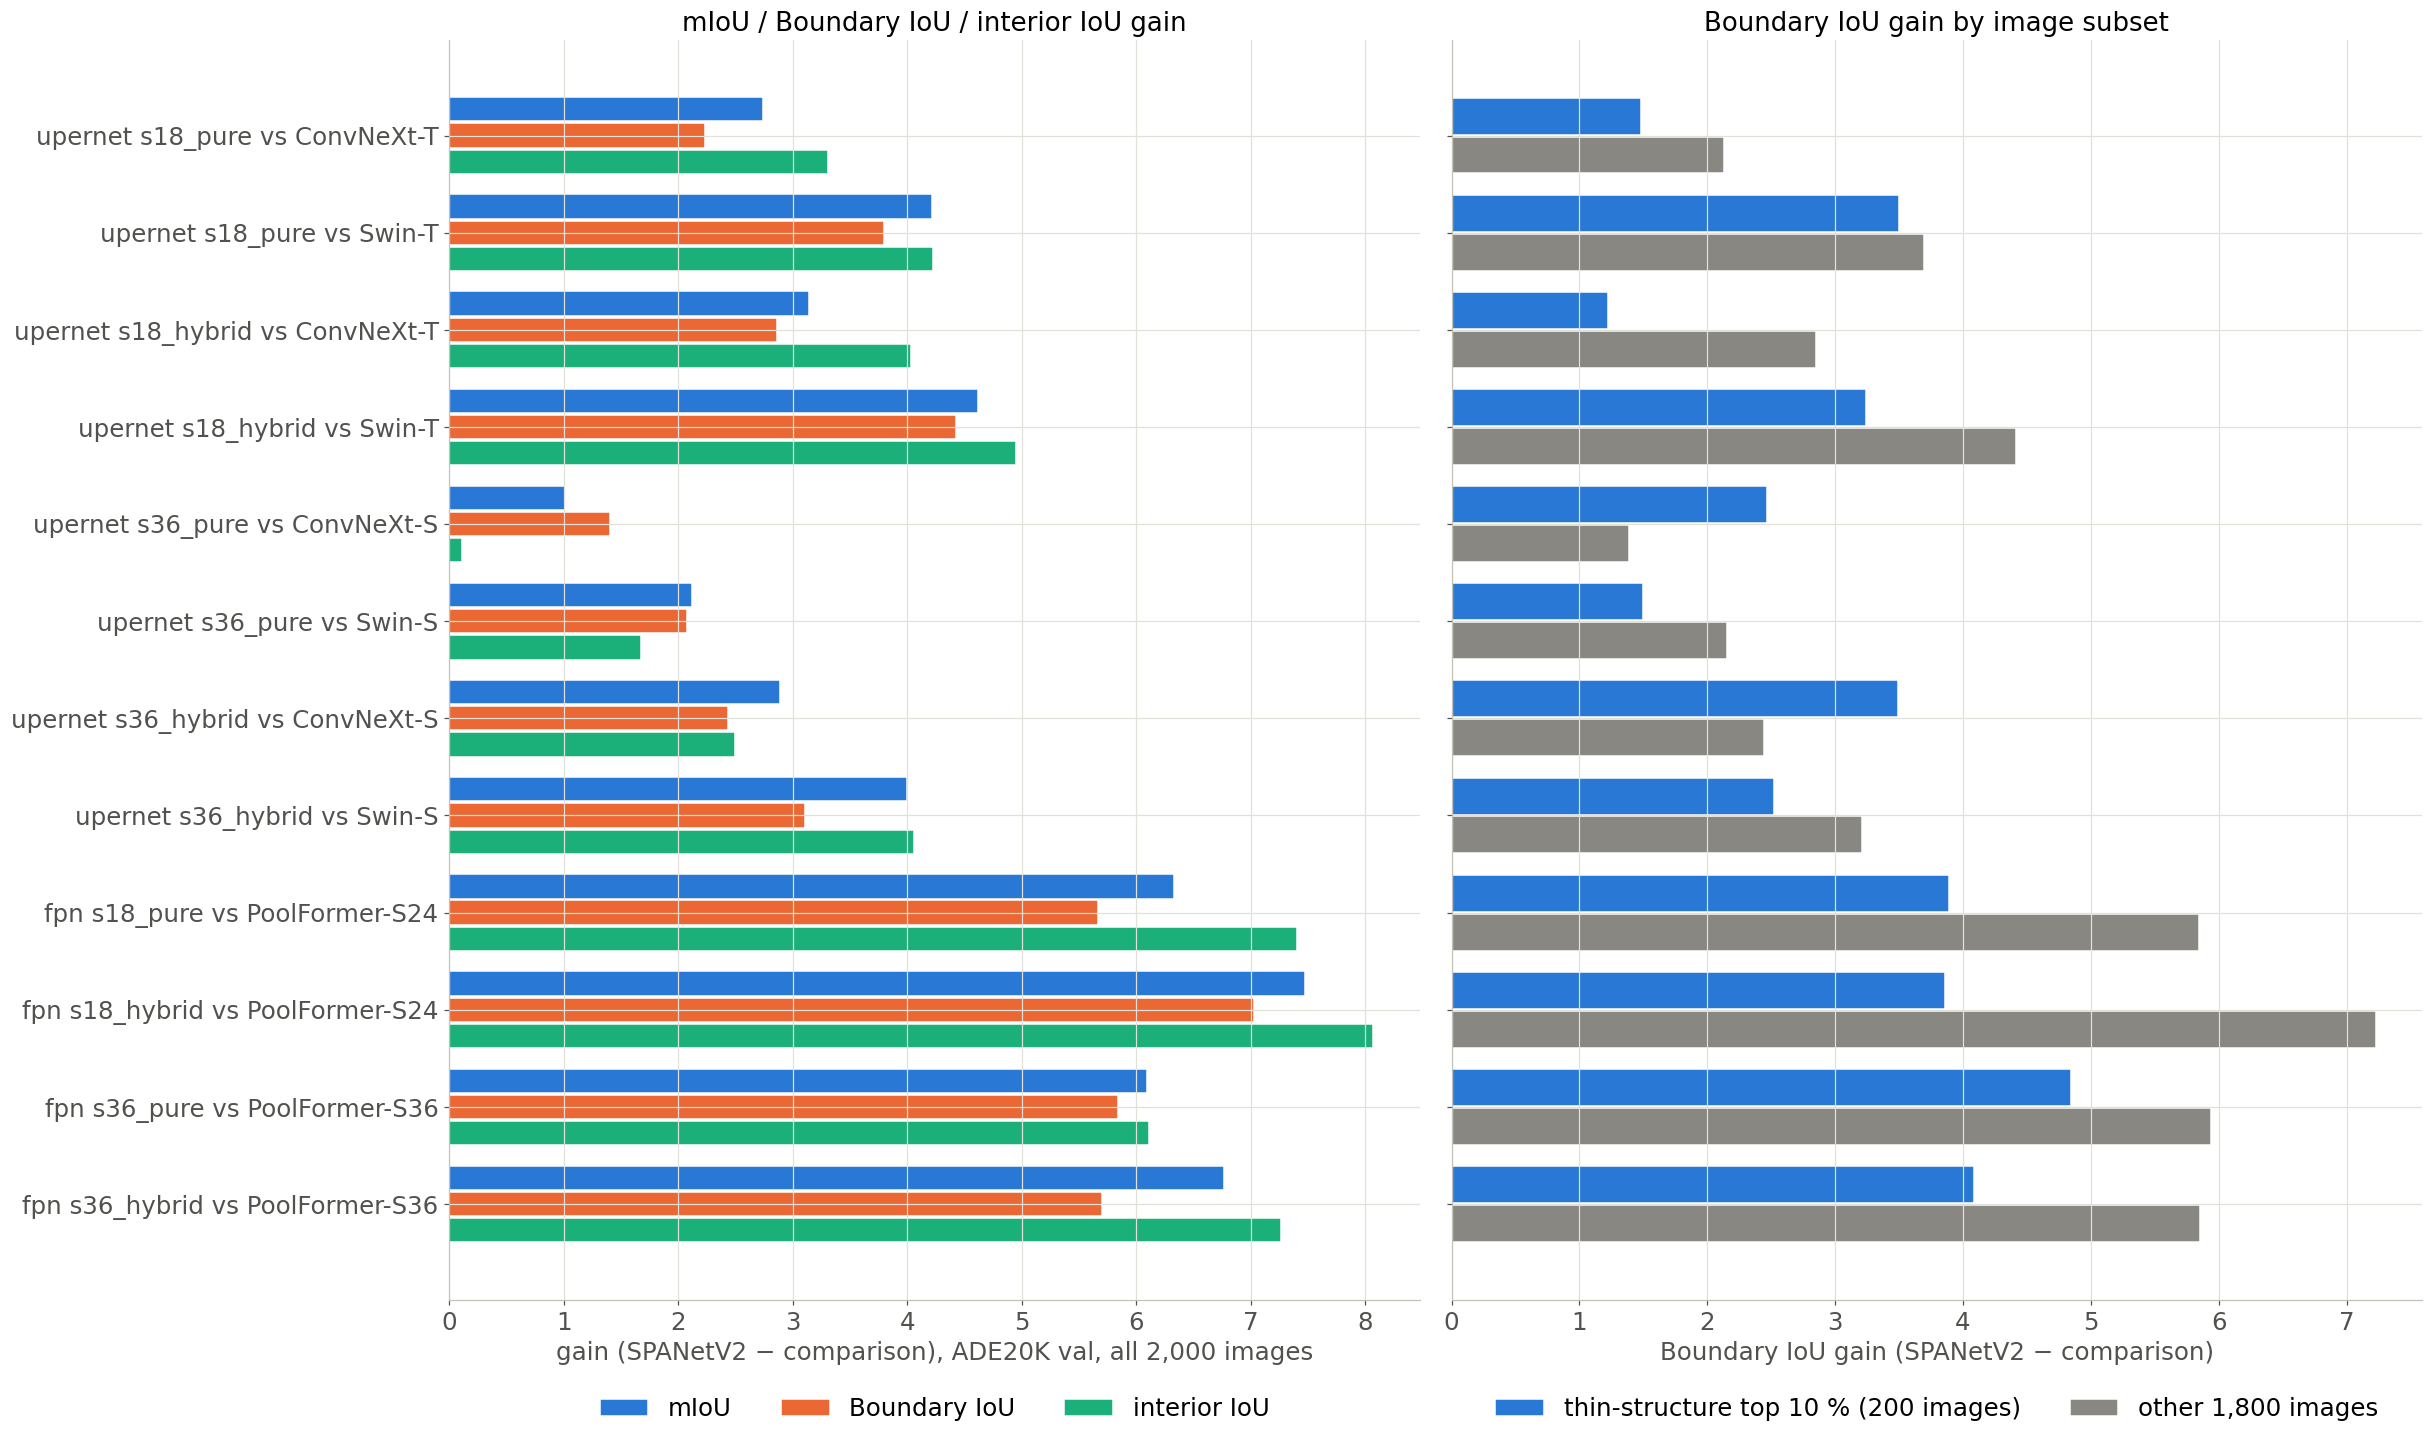 mIoU / Boundary IoU / interior IoU gain
Boundary IoU gain by image subset
upernet s18_pure vs ConvNeXt-T
upernet s18_pure vs Swin-T
upernet s18_hybrid vs ConvNeXt-T
upernet s18_hybrid vs Swin-T
upernet s36_pure vs ConvNeXt-S
upernet s36_pure vs Swin-S
upernet s36_hybrid vs ConvNeXt-S
upernet s36_hybrid vs Swin-S
fpn s18_pure vs PoolFormer-S24
fpn s18_hybrid vs PoolFormer-S24
fpn s36_pure vs PoolFormer-S36
fpn s36_hybrid vs PoolFormer-S36
0 1 2 3 4 5 6 7 8
0 1 2 3 4 5 6 7
gain (SPANetV2 − comparison), ADE20K val, all 2,000 images
Boundary IoU gain (SPANetV2 − comparison)
mIoU Boundary IoU interior IoU
thin-structure top 10 % (200 images) other 1,800 images